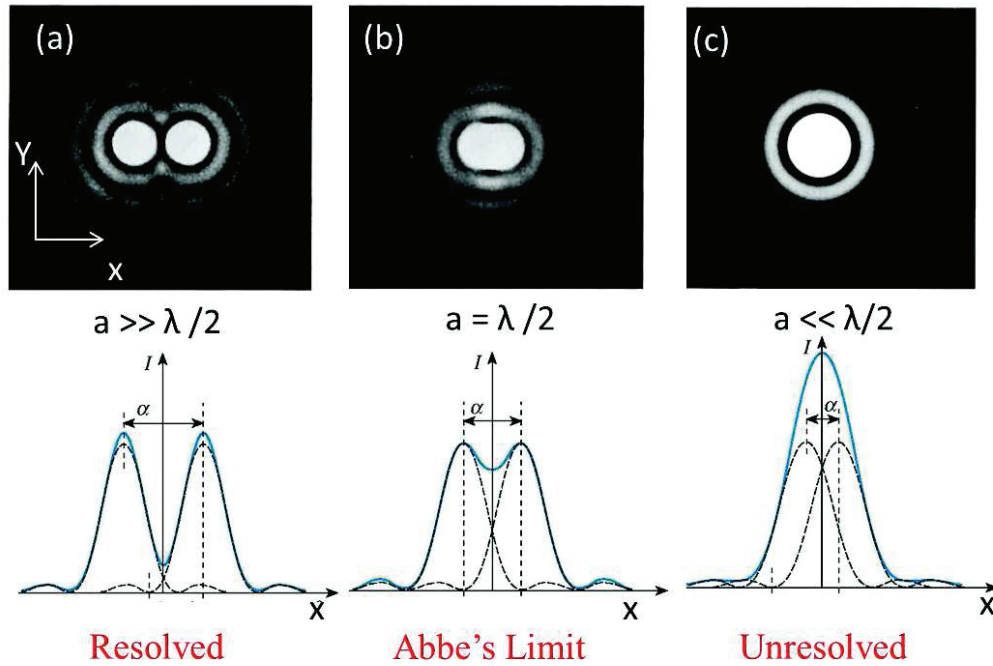 (a)
(b)
(c)
Y
X
a >> λ /2
a = λ /2
a << λ/2
I
I
I
α
α
α
X
X
X
Resolved
Abbe's Limit
Unresolved